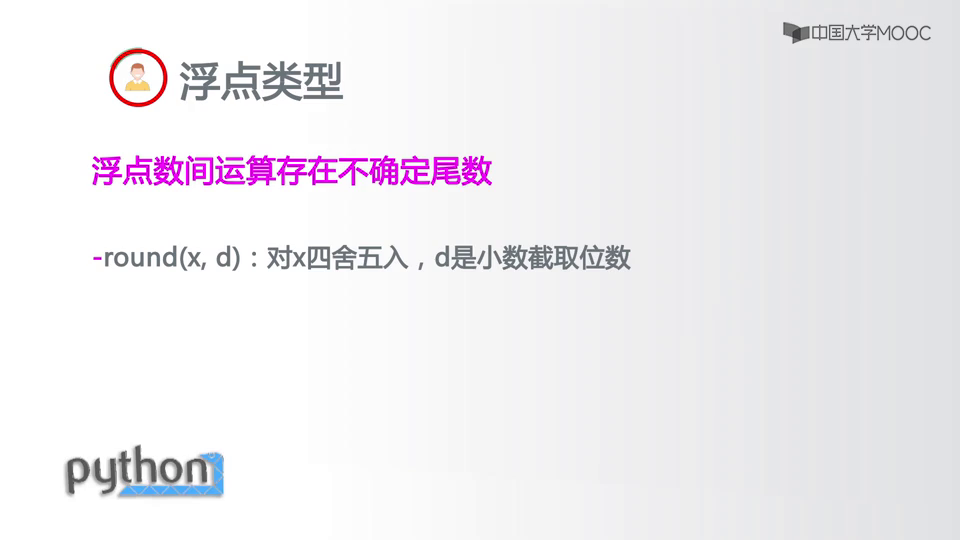 中国大学MOOC
浮点类型
浮点数间运算存在不确定尾数
-round(x, d)：对x四舍五入，d是小数截取位数
python